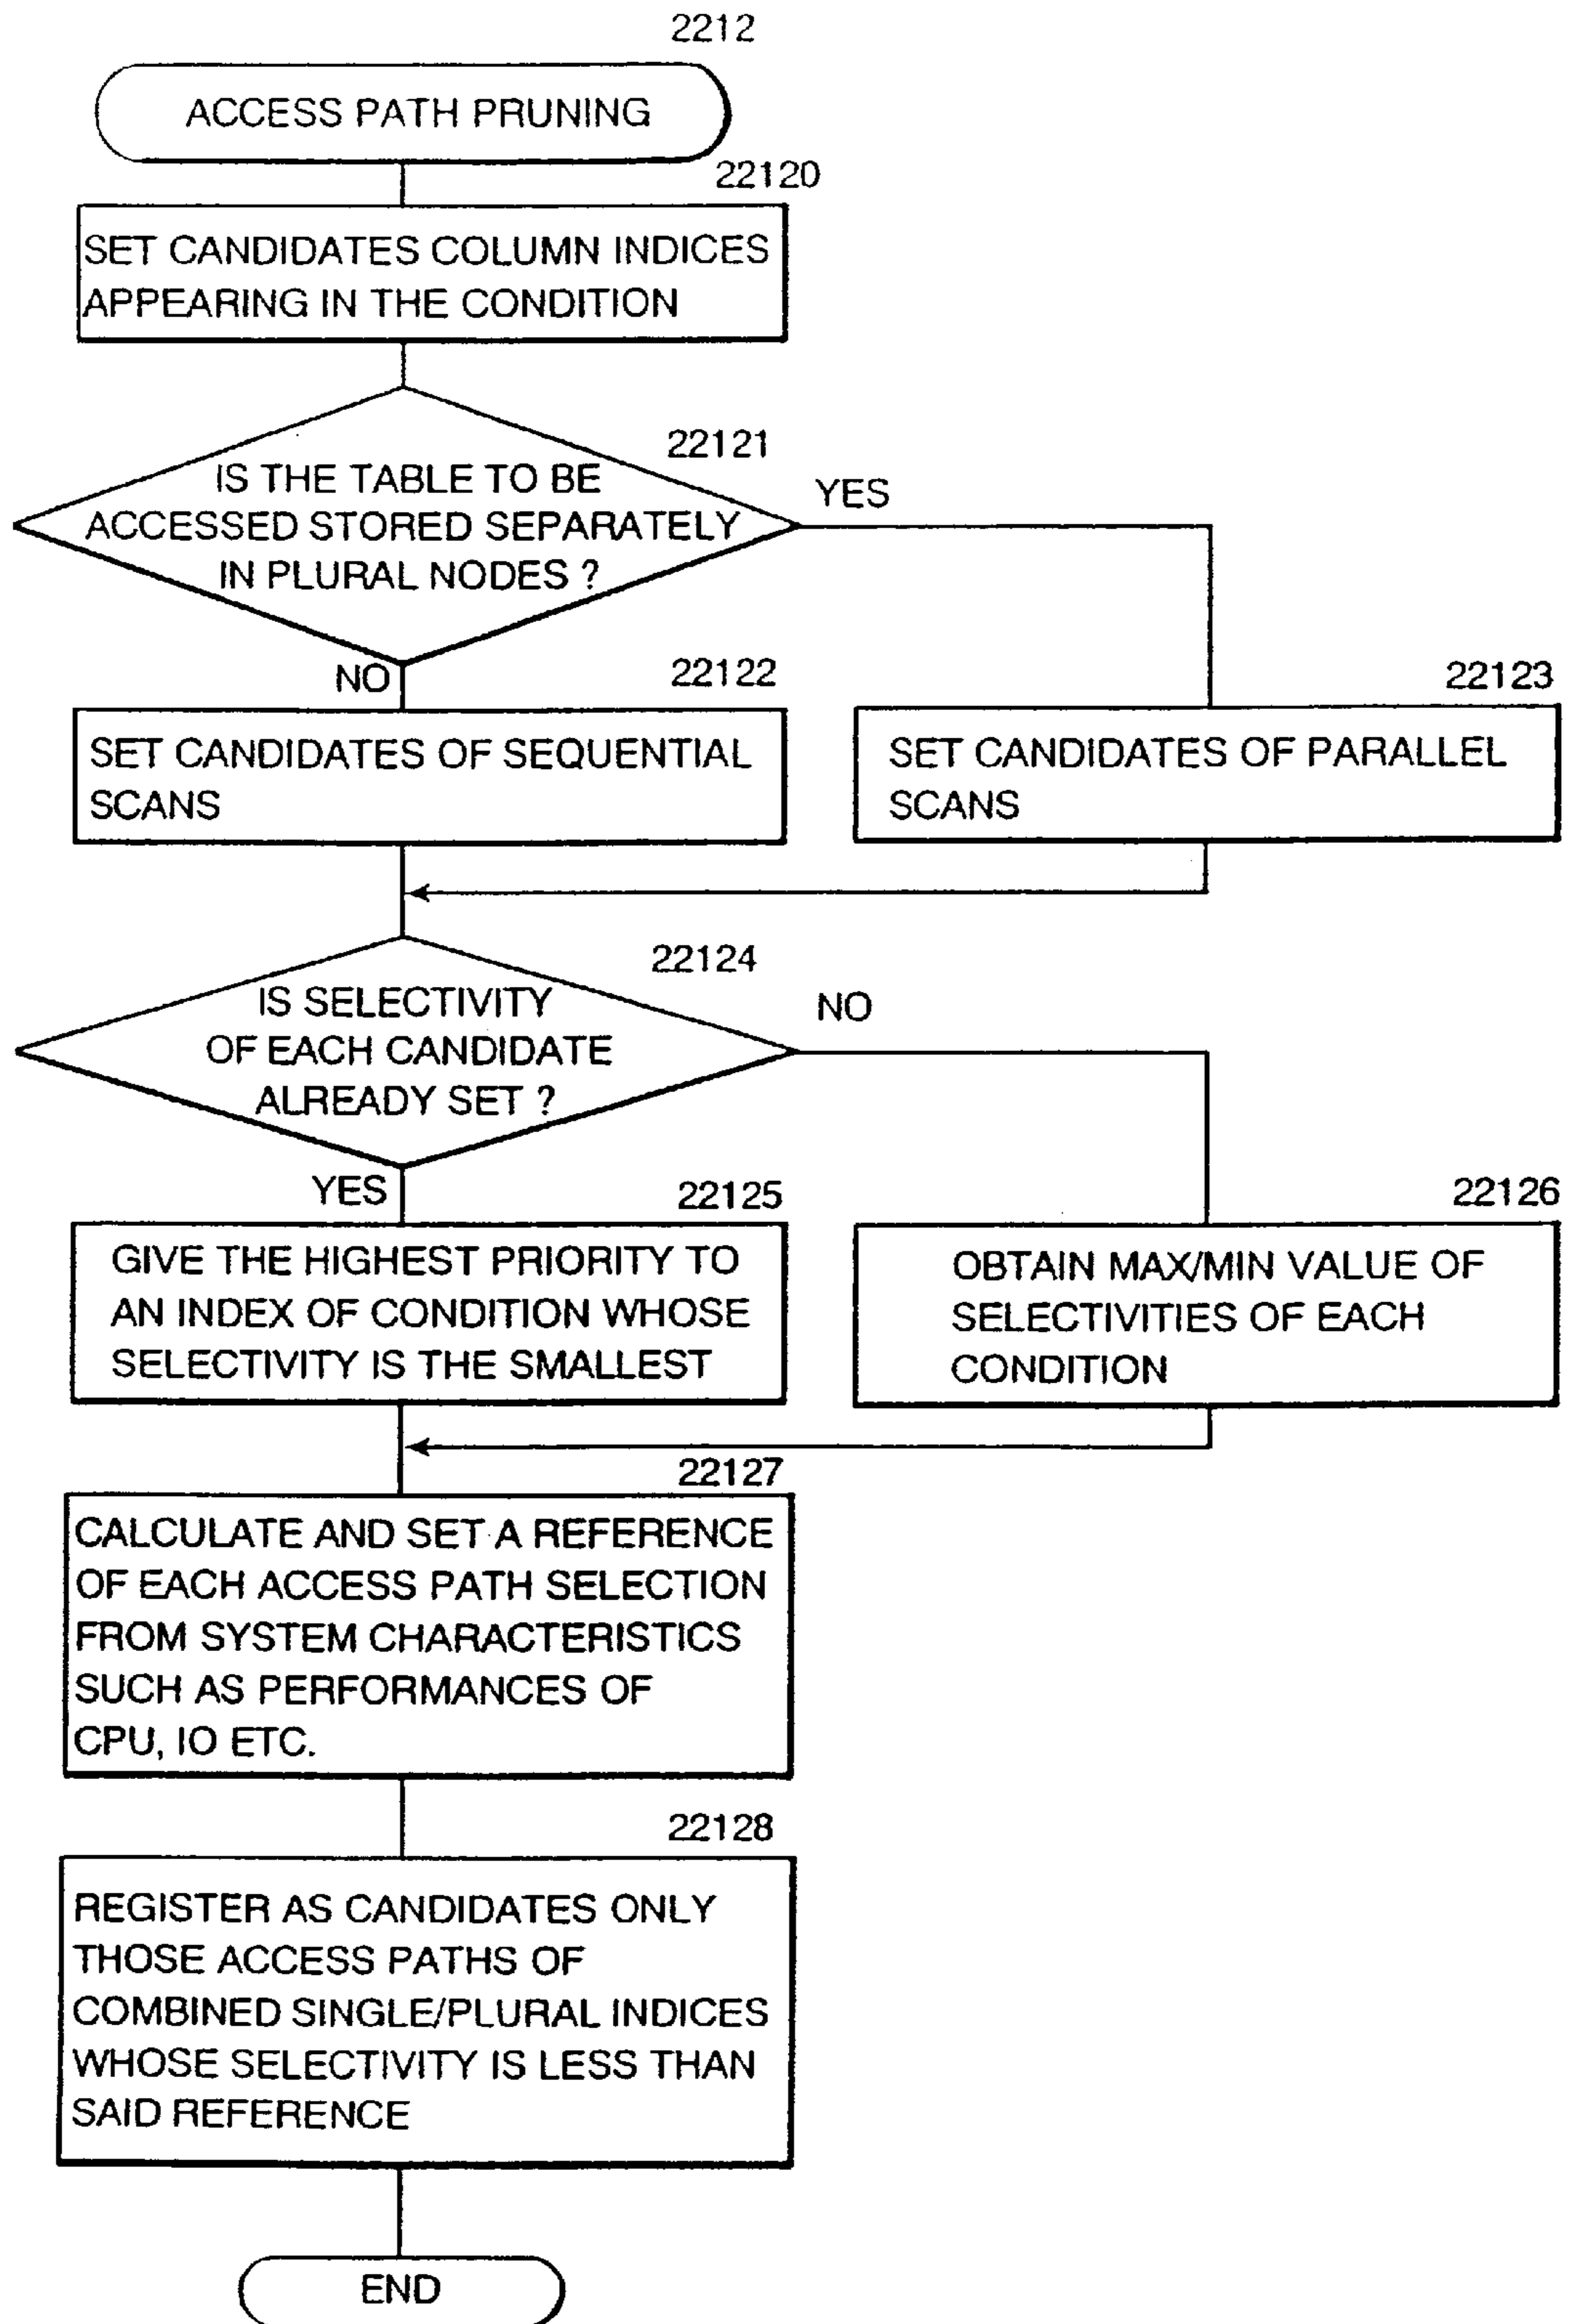 2212
ACCESS PATH PRUNING
22120
SET CANDIDATES COLUMN INDICES
APPEARING IN THE CONDITION
22121
IS THE TABLE TO BE
ACCESSED STORED SEPARATELY
IN PLURAL NODES ?
YES
NO
22122
SET CANDIDATES OF SEQUENTIAL
SCANS
22123
SET CANDIDATES OF PARALLEL
SCANS
22124
IS SELECTIVITY
OF EACH CANDIDATE
ALREADY SET ?
NO
YES
22125
GIVE THE HIGHEST PRIORITY TO
AN INDEX OF CONDITION WHOSE
SELECTIVITY IS THE SMALLEST
22126
OBTAIN MAX/MIN VALUE OF
SELECTIVITIES OF EACH
CONDITION
22127
CALCULATE AND SET A REFERENCE
OF EACH ACCESS PATH SELECTION
FROM SYSTEM CHARACTERISTICS
SUCH AS PERFORMANCES OF
CPU, IO ETC.
22128
REGISTER AS CANDIDATES ONLY
THOSE ACCESS PATHS OF
COMBINED SINGLE/PLURAL INDICES
WHOSE SELECTIVITY IS LESS THAN
SAID REFERENCE
END